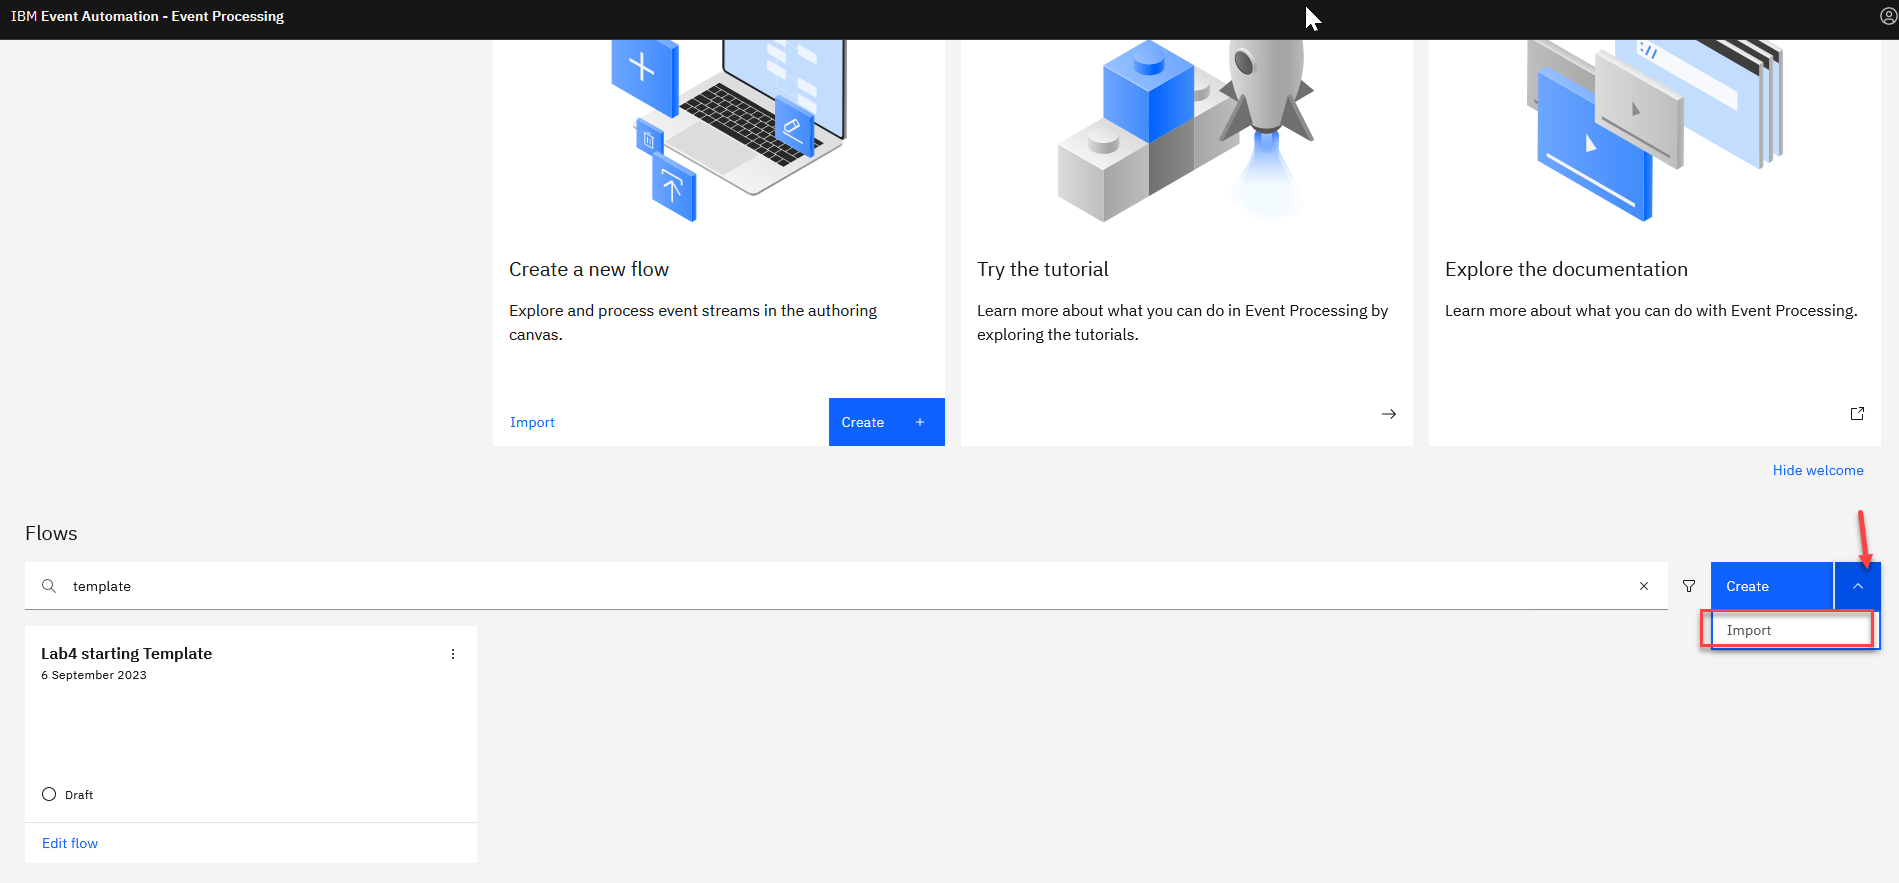 IBM Event Automation - Event Processing
Create a new flow
Explore and process event streams in the authoring
canvas.
Import
Create
Try the tutorial
Learn more about what you can do in Event Processing by
exploring the tutorials.
Explore the documentation
Learn more about what you can do with Event Processing.
Hide welcome
Flows
template
Create
Import
Lab4 starting Template
6 September 2023
Draft
Edit flow